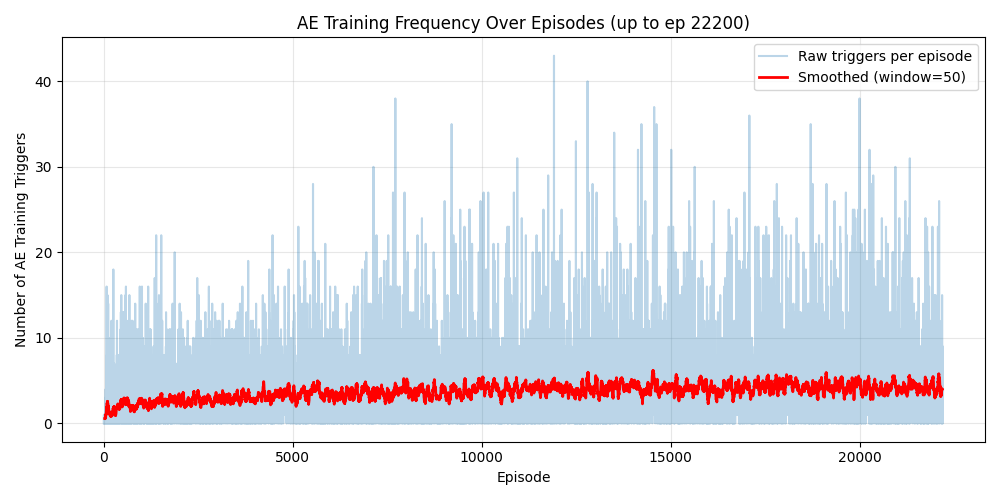 AE Training Frequency Over Episodes (up to ep 22200)
Raw triggers per episode
Smoothed (window=50)
Number of AE Training Triggers
40
30
20
10
0
0 5000 10000 15000 20000
Episode